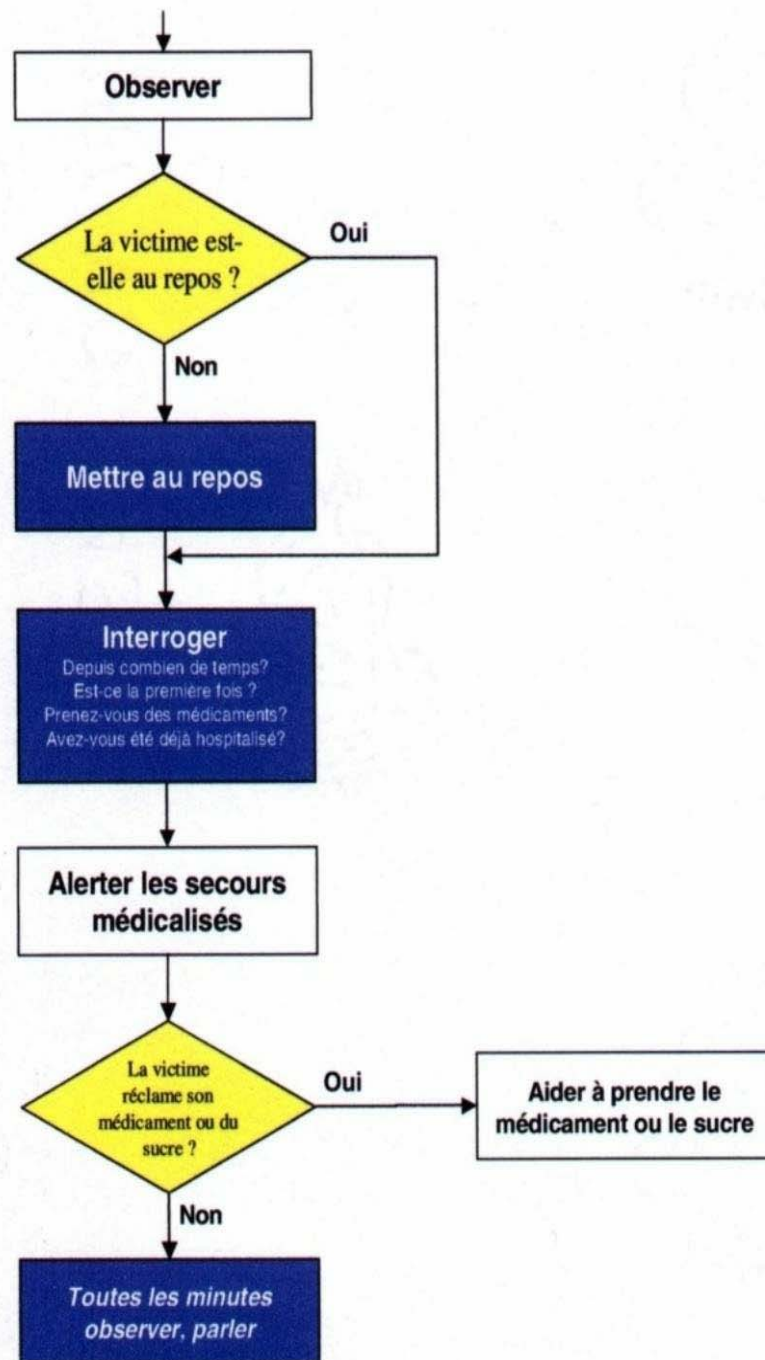 Observer
La victime est-
elle au repos ?
Oui
Non
Mettre au repos
Interroger
Depuis combien de temps?
Est-ce la première fois ?
Prenez-vous des médicaments?
Avez-vous été déjà hospitalisé?
Alerter les secours
médicalisés
La victime
réclame son
médicament ou du
sucre ?
Oui
Aider à prendre le
médicament ou le sucre
Non
Toutes les minutes
observer, parler